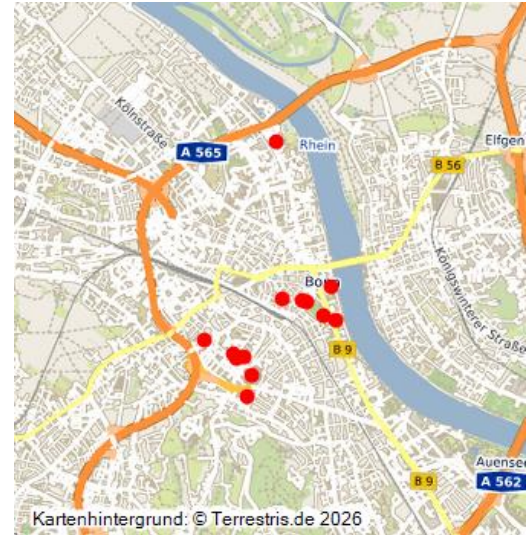 Kölnstraße
A 565
Rhein
Elfgen
B 56
Königswinterer Straße
Bonn
B 9
Auensee
B 9
A 562
Kartenhintergrund: © Terrestris.de 2026